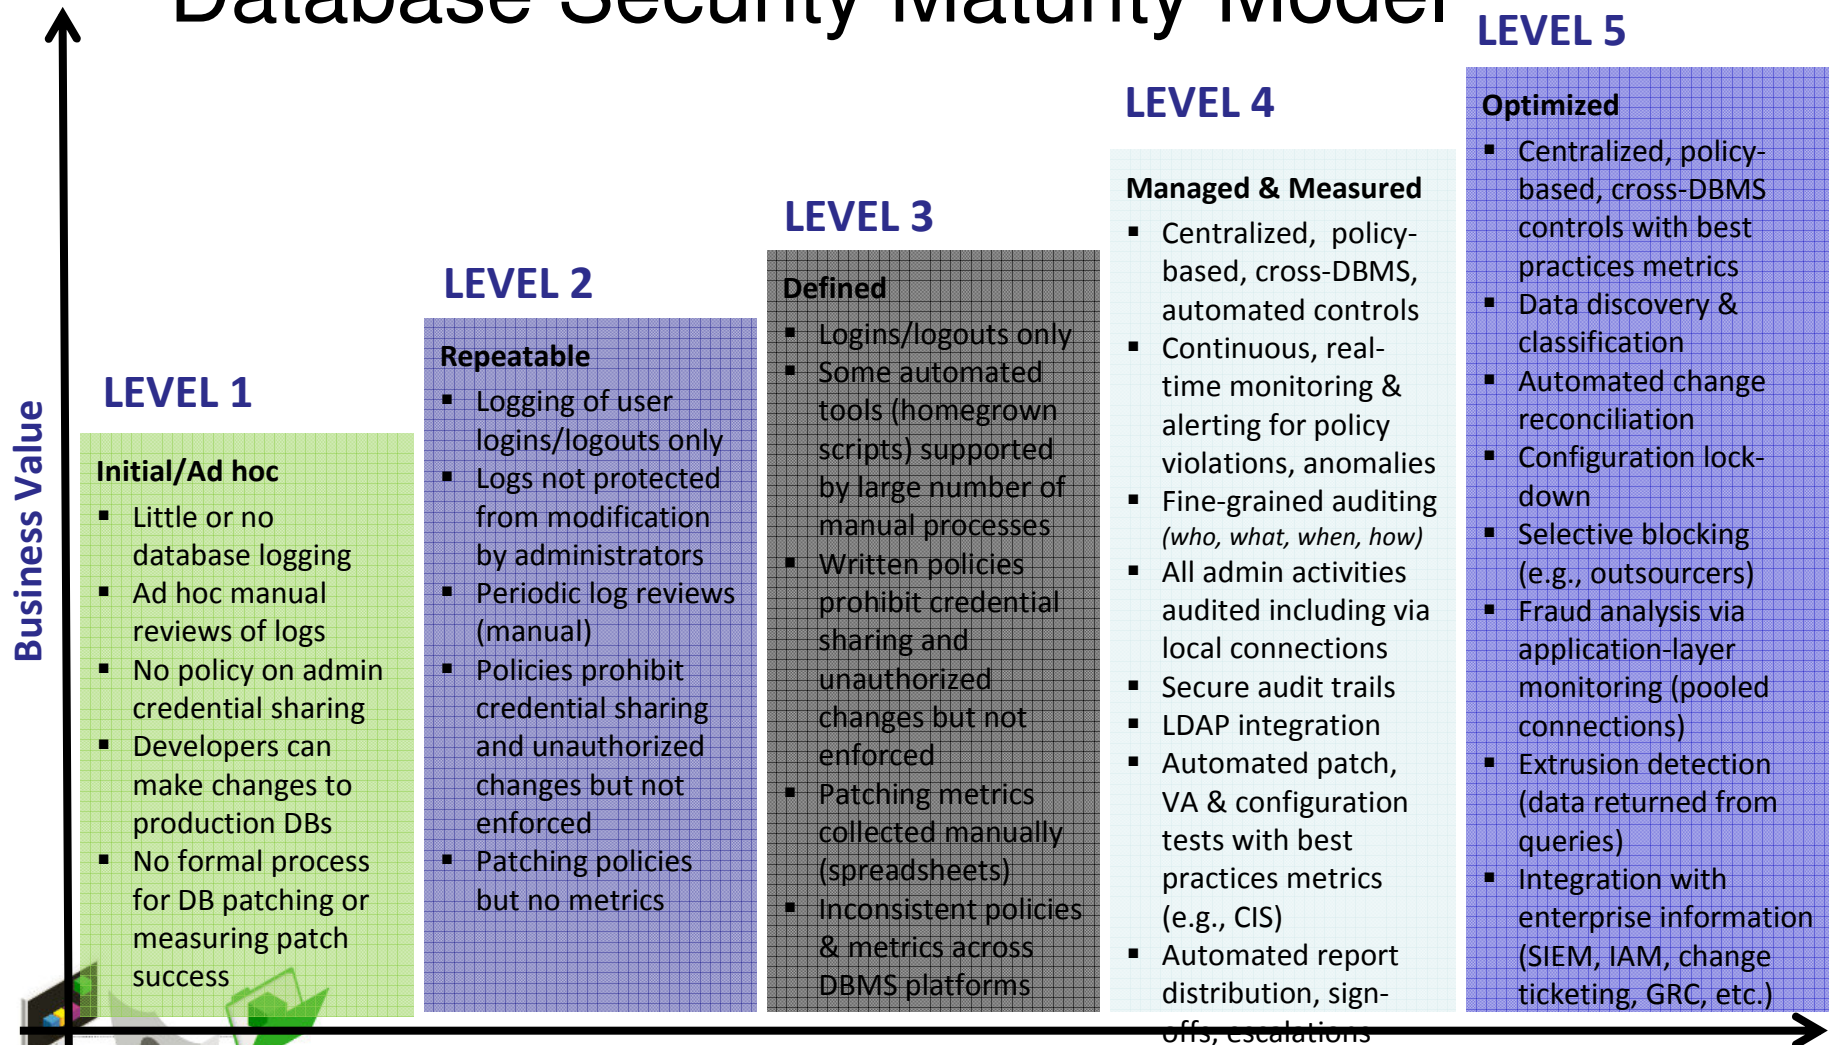 Database Security Maturity Model
LEVEL 5
LEVEL 4
LEVEL 3
LEVEL 2
LEVEL 1
Business Value
Initial/Ad hoc
▪ Little or no
database logging
▪ Ad hoc manual
reviews of logs
▪ No policy on admin
credential sharing
▪ Developers can
make changes to
production DBs
▪ No formal process
for DB patching or
measuring patch
success
Repeatable
▪ Logging of user
logins/logouts only
▪ Logs not protected
from modification
by administrators
▪ Periodic log reviews
(manual)
▪ Policies prohibit
credential sharing
and unauthorized
changes but not
enforced
▪ Patching policies
but no metrics
Defined
▪ Logins/logouts only
▪ Some automated
tools (homegrown
scripts) supported
by large number of
manual processes
▪ Written policies
prohibit credential
sharing and
unauthorized
changes but not
enforced
▪ Patching metrics
collected manually
(spreadsheets)
▪ Inconsistent policies
& metrics across
DBMS platforms
Managed & Measured
▪ Centralized, policy-
based, cross-DBMS,
automated controls
▪ Continuous, real-
time monitoring &
alerting for policy
violations, anomalies
▪ Fine-grained auditing
(who, what, when, how)
▪ All admin activities
audited including via
local connections
▪ Secure audit trails
▪ LDAP integration
▪ Automated patch,
VA & configuration
tests with best
practices metrics
(e.g., CIS)
▪ Automated report
distribution, sign-
offs, escalations
Optimized
▪ Centralized, policy-
based, cross-DBMS
controls with best
practices metrics
▪ Data discovery &
classification
▪ Automated change
reconciliation
▪ Configuration lock-
down
▪ Selective blocking
(e.g., outsourcers)
▪ Fraud analysis via
application-layer
monitoring (pooled
connections)
▪ Extrusion detection
(data returned from
queries)
▪ Integration with
enterprise information
(SIEM, IAM, change
ticketing, GRC, etc.)